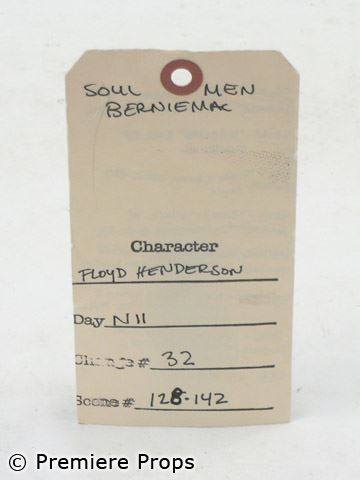 SOUL MEN
BERNIEMAC
Character
FLOYD HENDERSON
Day N11
Change # 32
Scene # 128-142
© Premiere Props